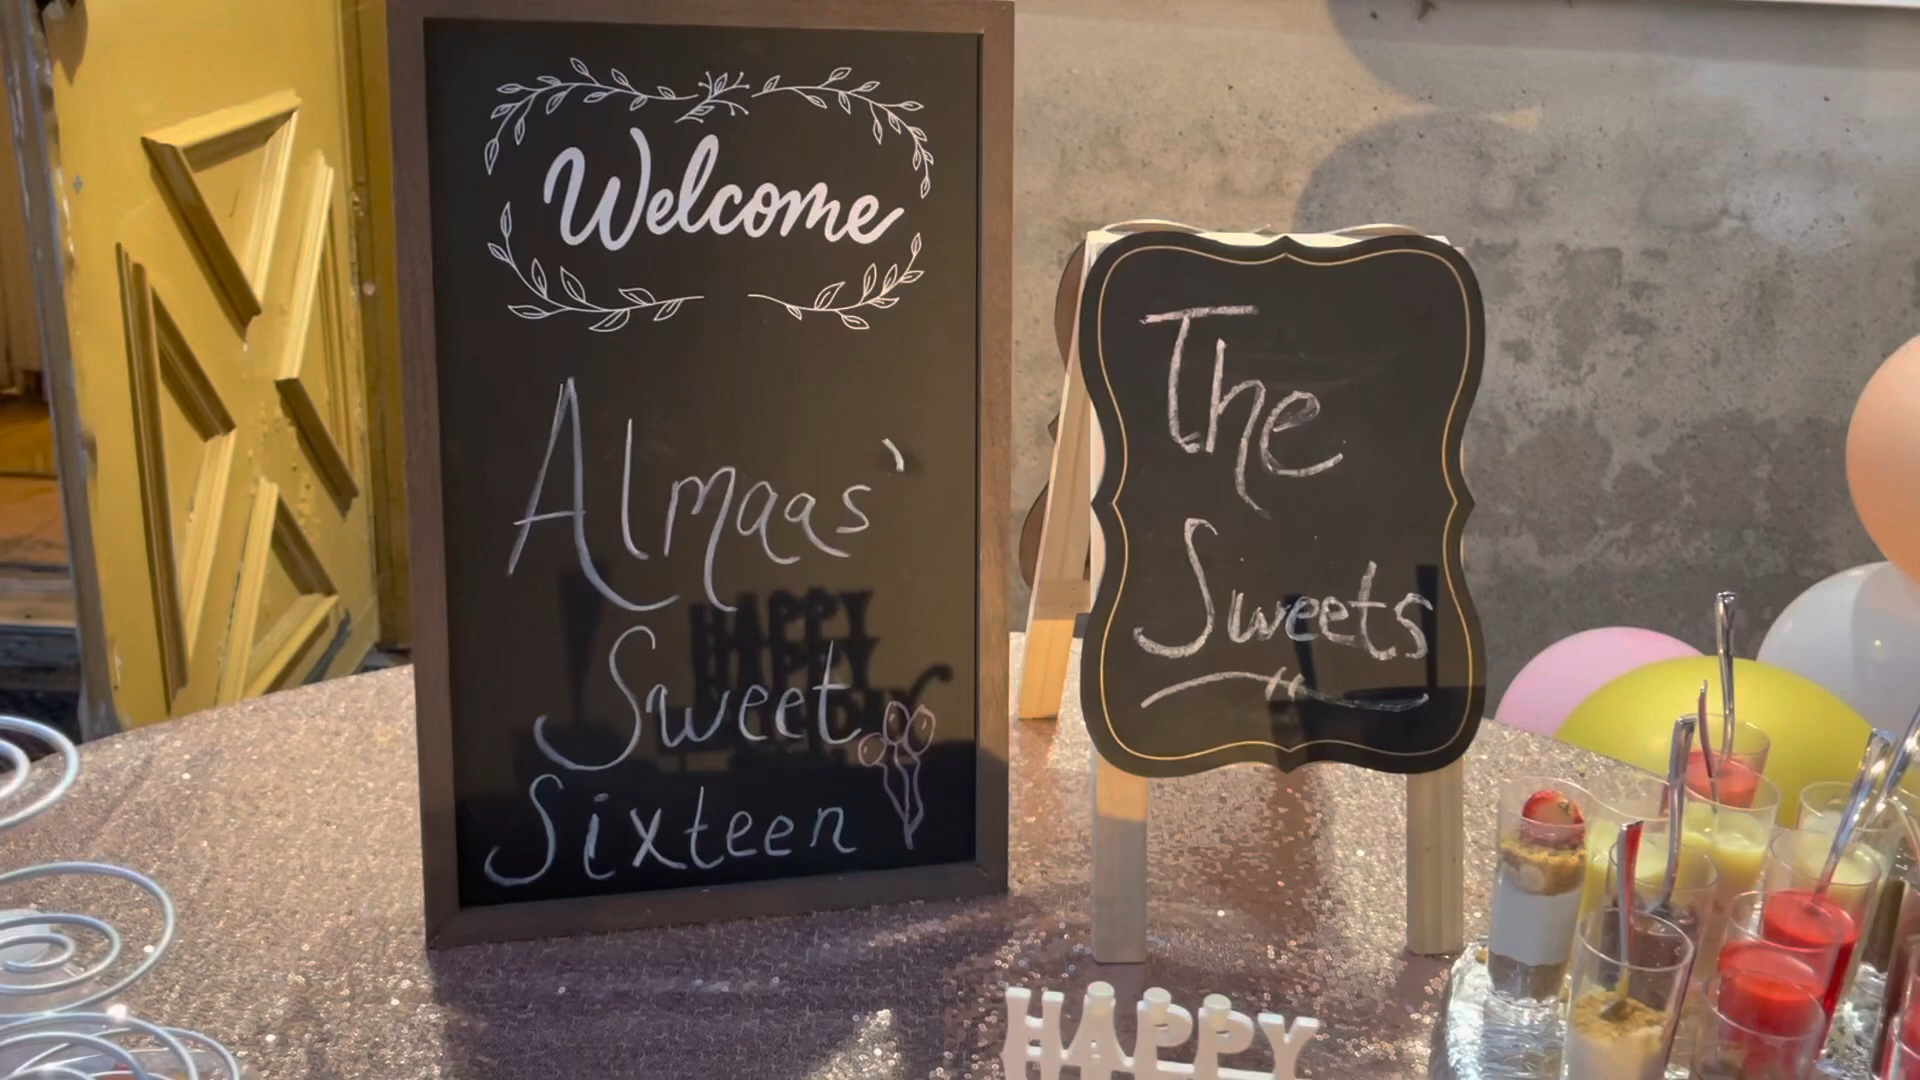 Welcome
Almaas'
Sweet
Sixteen
The
Sweets
HAPPY